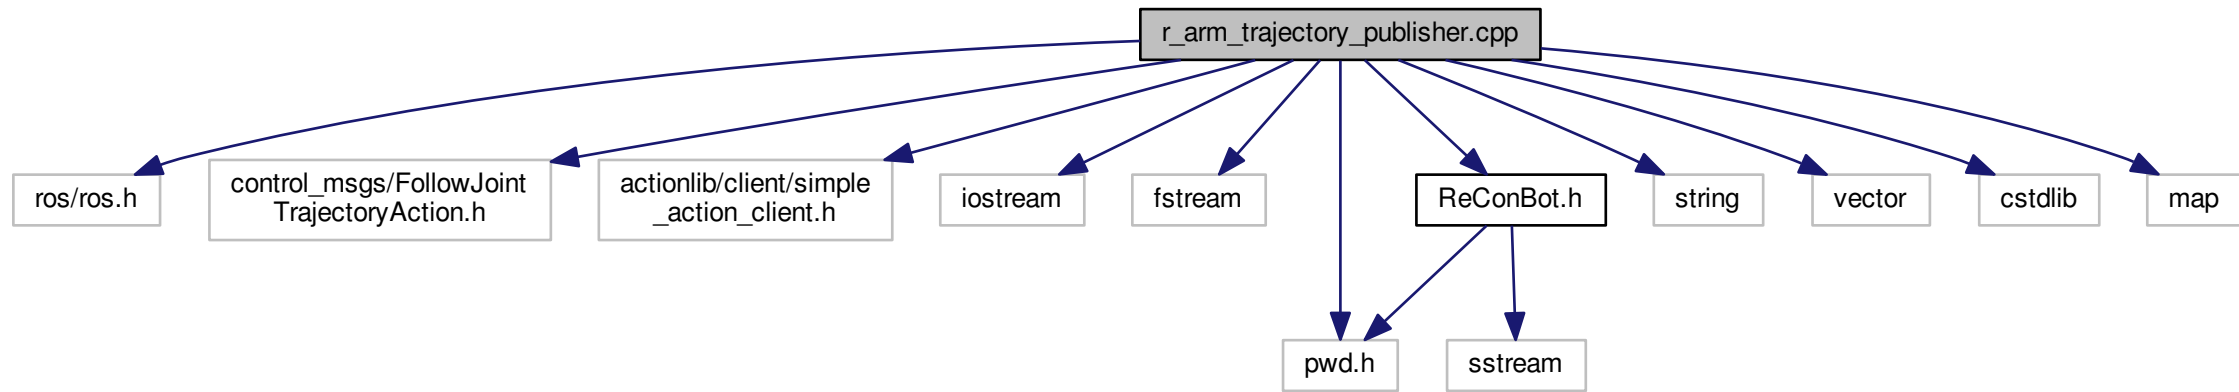 r_arm_trajectory_publisher.cpp
ros/ros.h
control_msgs/FollowJoint
TrajectoryAction.h
actionlib/client/simple
_action_client.h
iostream
fstream
ReConBot.h
string
vector
cstdlib
map
pwd.h
sstream